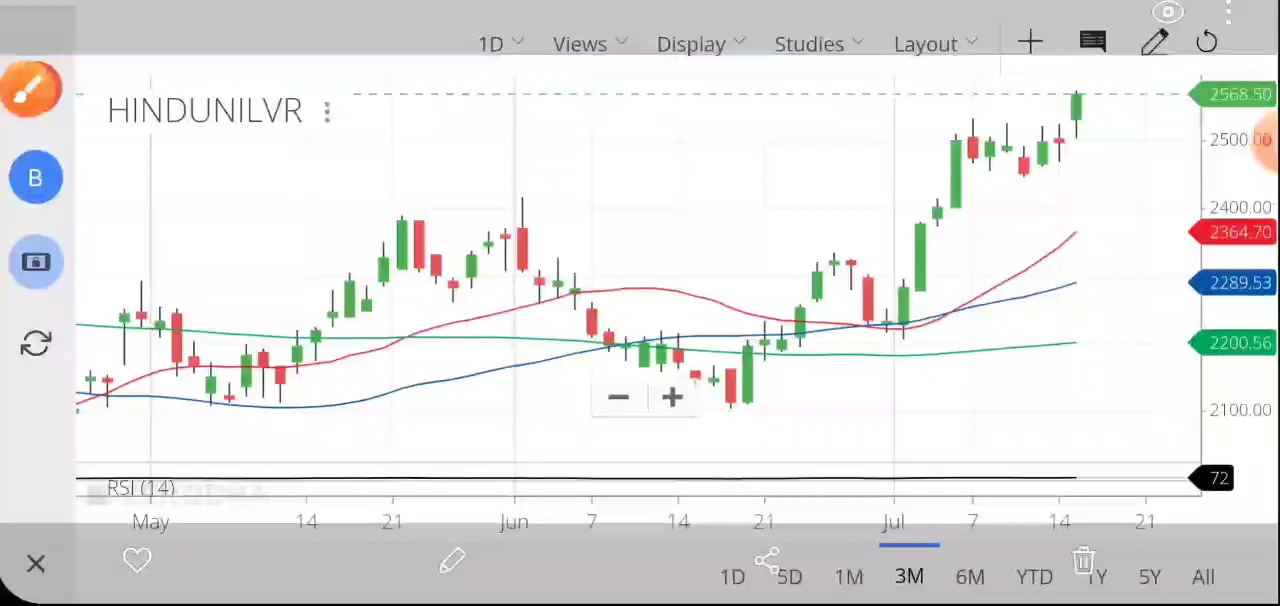 1D Views Display Studies Layout
HINDUNILVR
B
2568.50
2500.00
2400.00
2364.70
2289.53
2200.56
2100.00
72
RSI (14)
May 14 21 Jun 7 14 21 Jul 7 14 21
1D 5D 1M 3M 6M YTD 1Y 5Y All